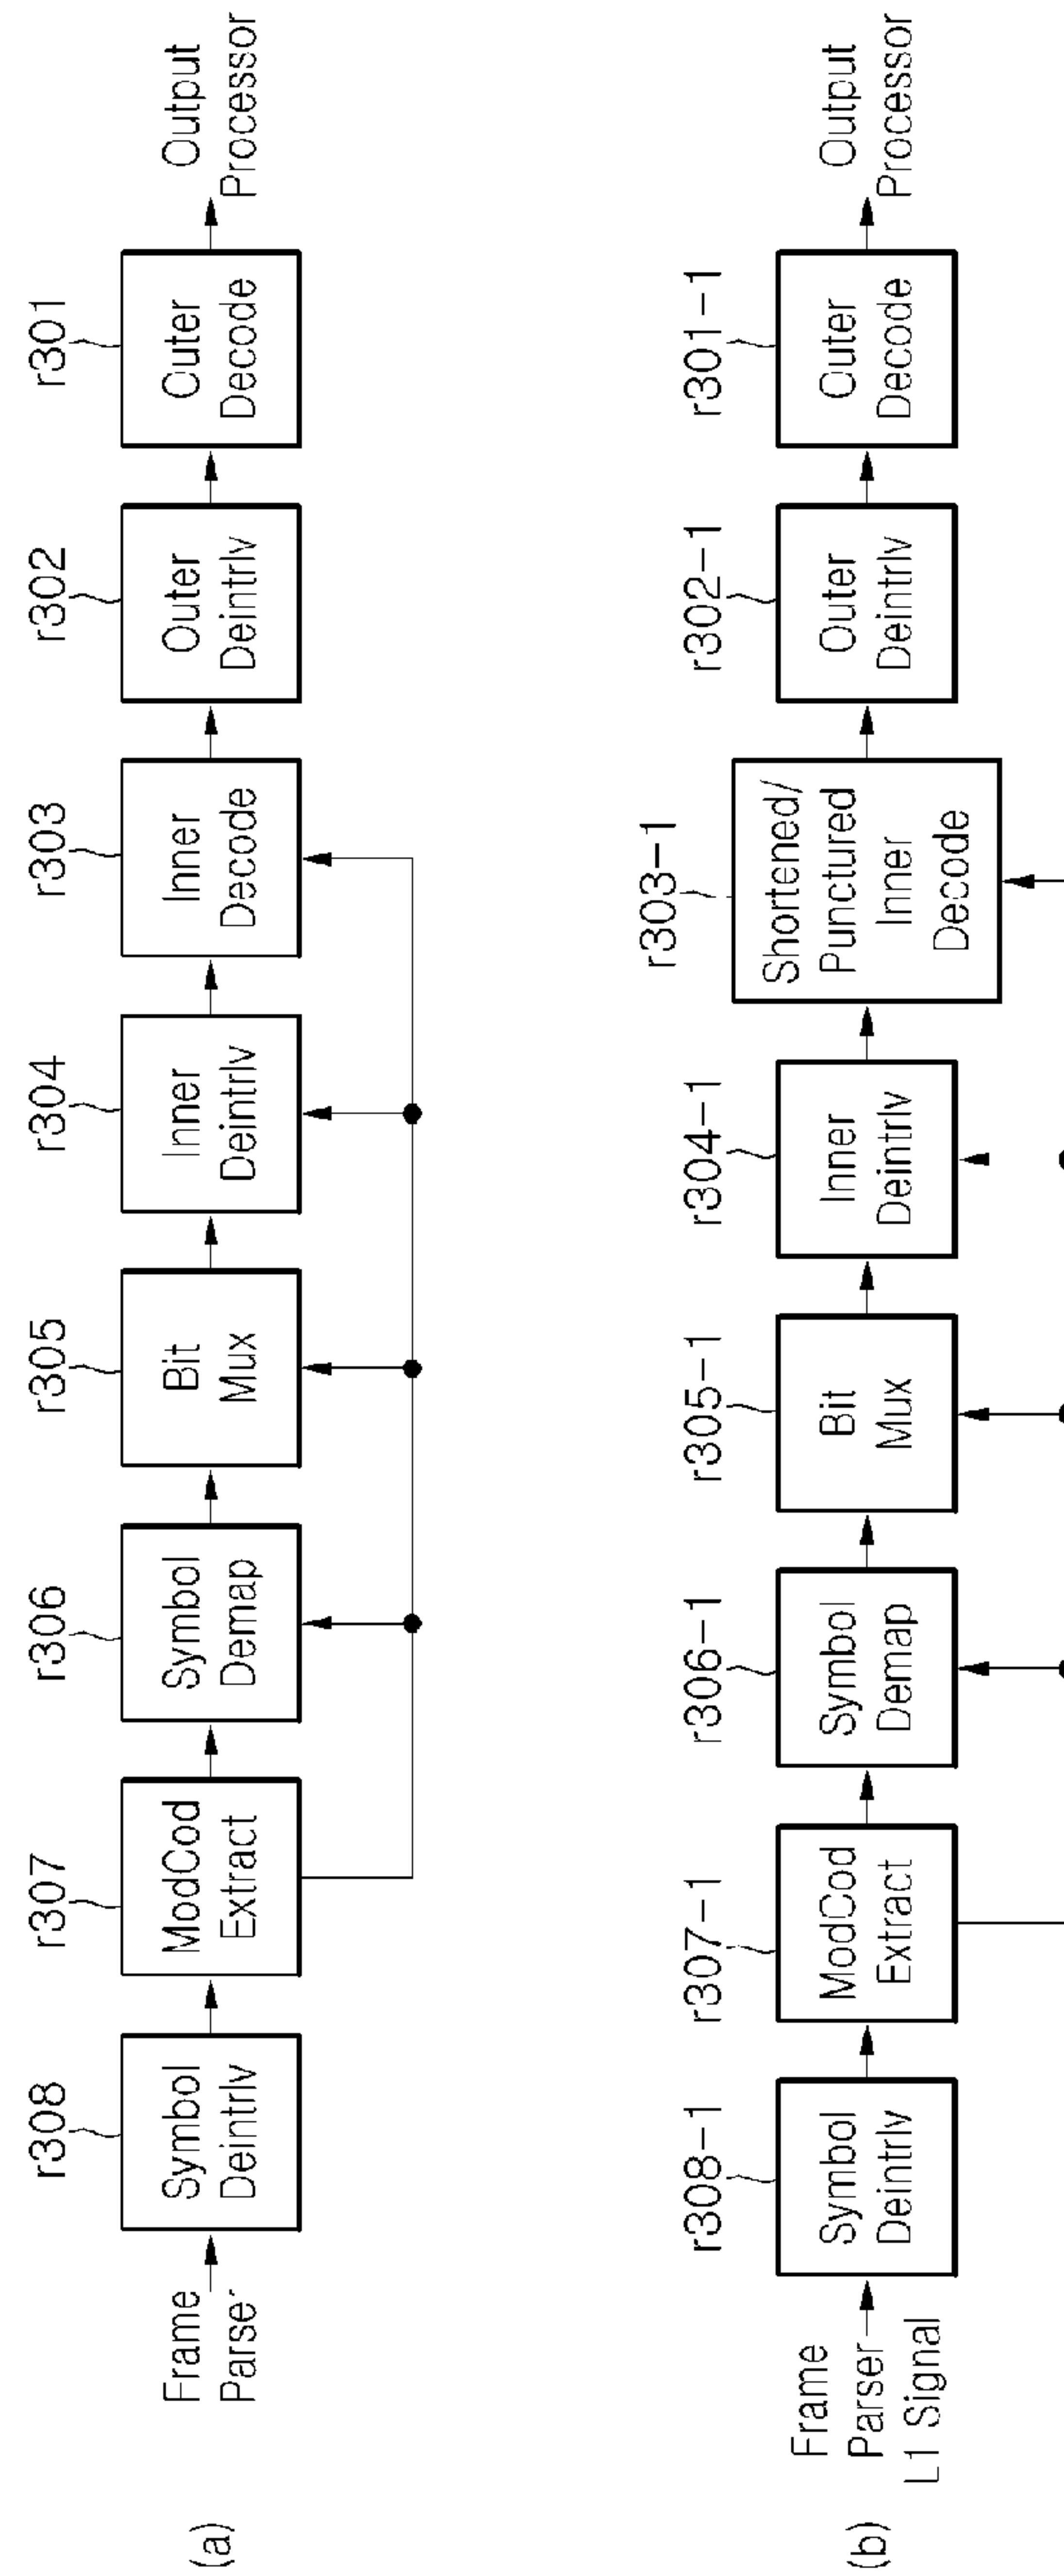 (a)
Frame
Parser
r308
Symbol
Deintrlv
r307
ModCod
Extract
r306
Symbol
Demap
r305
Bit
Mux
r304
Inner
Deintrlv
r303
Inner
Decode
r302
Outer
Deintrlv
r301
Outer
Decode
Output
Processor
(b)
Frame
Parser
L1 Signal
r308-1
Symbol
Deintrlv
r307-1
ModCod
Extract
r306-1
Symbol
Demap
r305-1
Bit
Mux
r304-1
Inner
Deintrlv
r303-1
Shortened/
Punctured
Inner
Decode
r302-1
Outer
Deintrlv
r301-1
Outer
Decode
Output
Processor